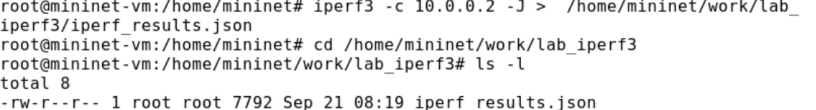 root@mininet-vm:/home/mininet# iperf3 -c 10.0.0.2 -J >  /home/mininet/work/lab_
iperf3/iperf_results.json
root@mininet-vm:/home/mininet# cd /home/mininet/work/lab_iperf3
root@mininet-vm:/home/mininet/work/lab_iperf3# ls -l
total 8
-rw-r--r-- 1 root root 7792 Sep 21 08:19 iperf_results.json